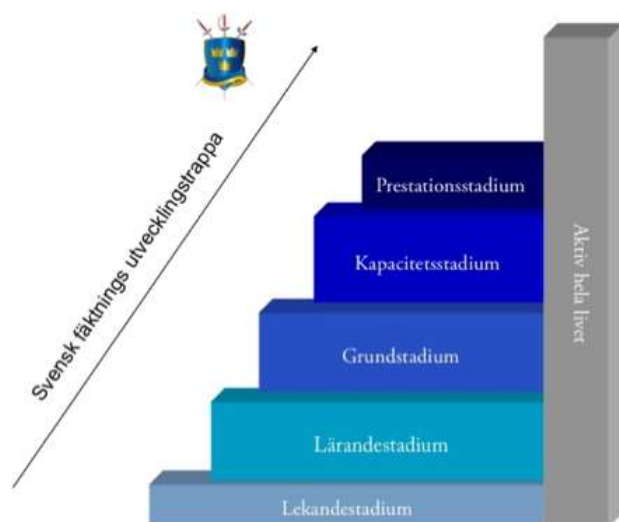 Svensk fäktnings utvecklingstrappa
Prestationsstadium
Kapacitetsstadium
Grundstadium
Lärandestadium
Lekandestadium
Aktiv hela livet